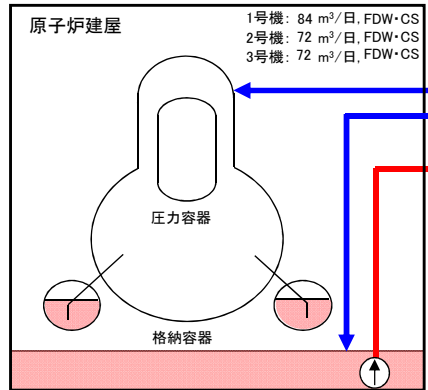 原子炉建屋
1号機: 84 m³/日, FDW・CS
2号機: 72 m³/日, FDW・CS
3号機: 72 m³/日, FDW・CS
圧力容器
格納容器